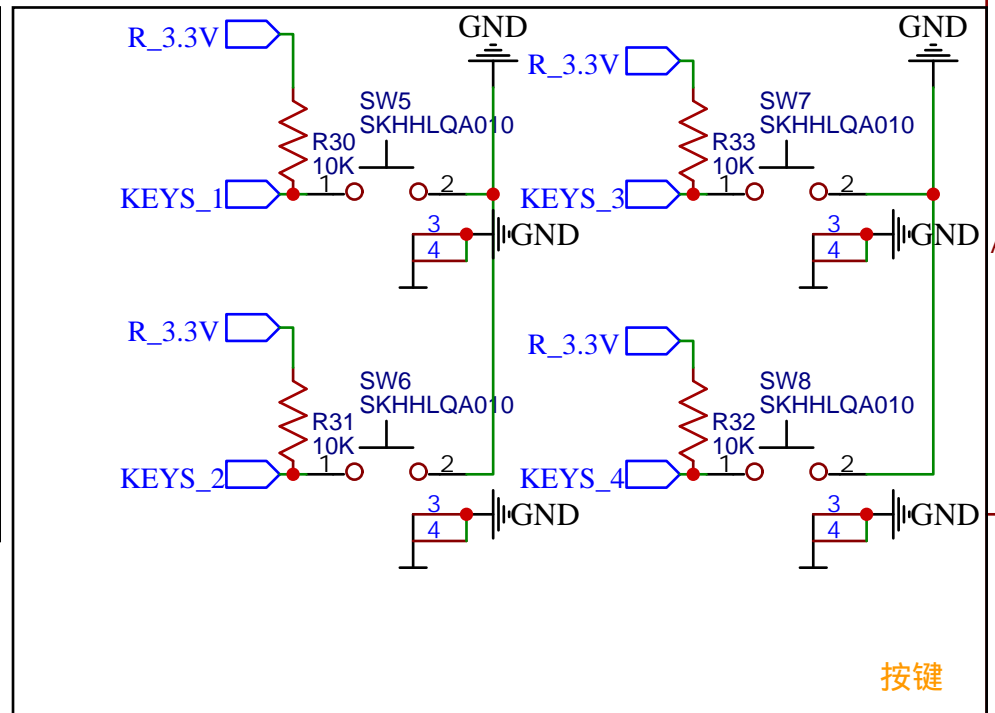 R_3.3V
GND
SW5
SKHHLQA010
R30
10K
KEYS_1
1
2
3
4
GND
R_3.3V
GND
SW7
SKHHLQA010
R33
10K
KEYS_3
1
2
3
4
GND
R_3.3V
SW6
SKHHLQA010
R31
10K
KEYS_2
1
2
3
4
GND
R_3.3V
SW8
SKHHLQA010
R32
10K
KEYS_4
1
2
3
4
GND
按键